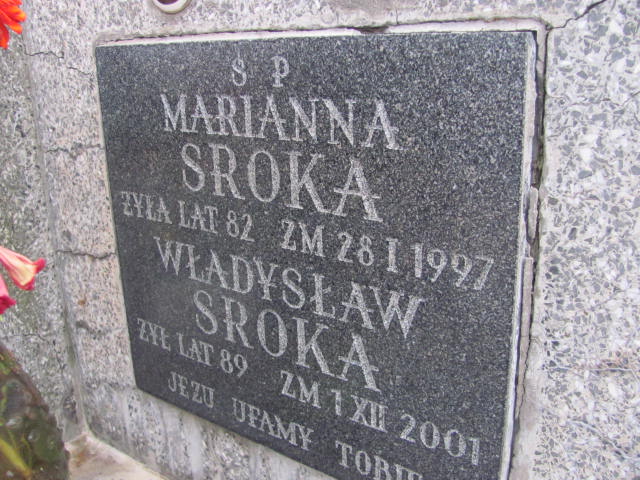 Ś P
MARIANNA
SROKA
ŻYŁA LAT 82 ZM 28 I 1997
WŁADYSŁAW
SROKA
ŻYŁ LAT 89 ZM 1 XII 2001
JEZU UFAMY TOBIE